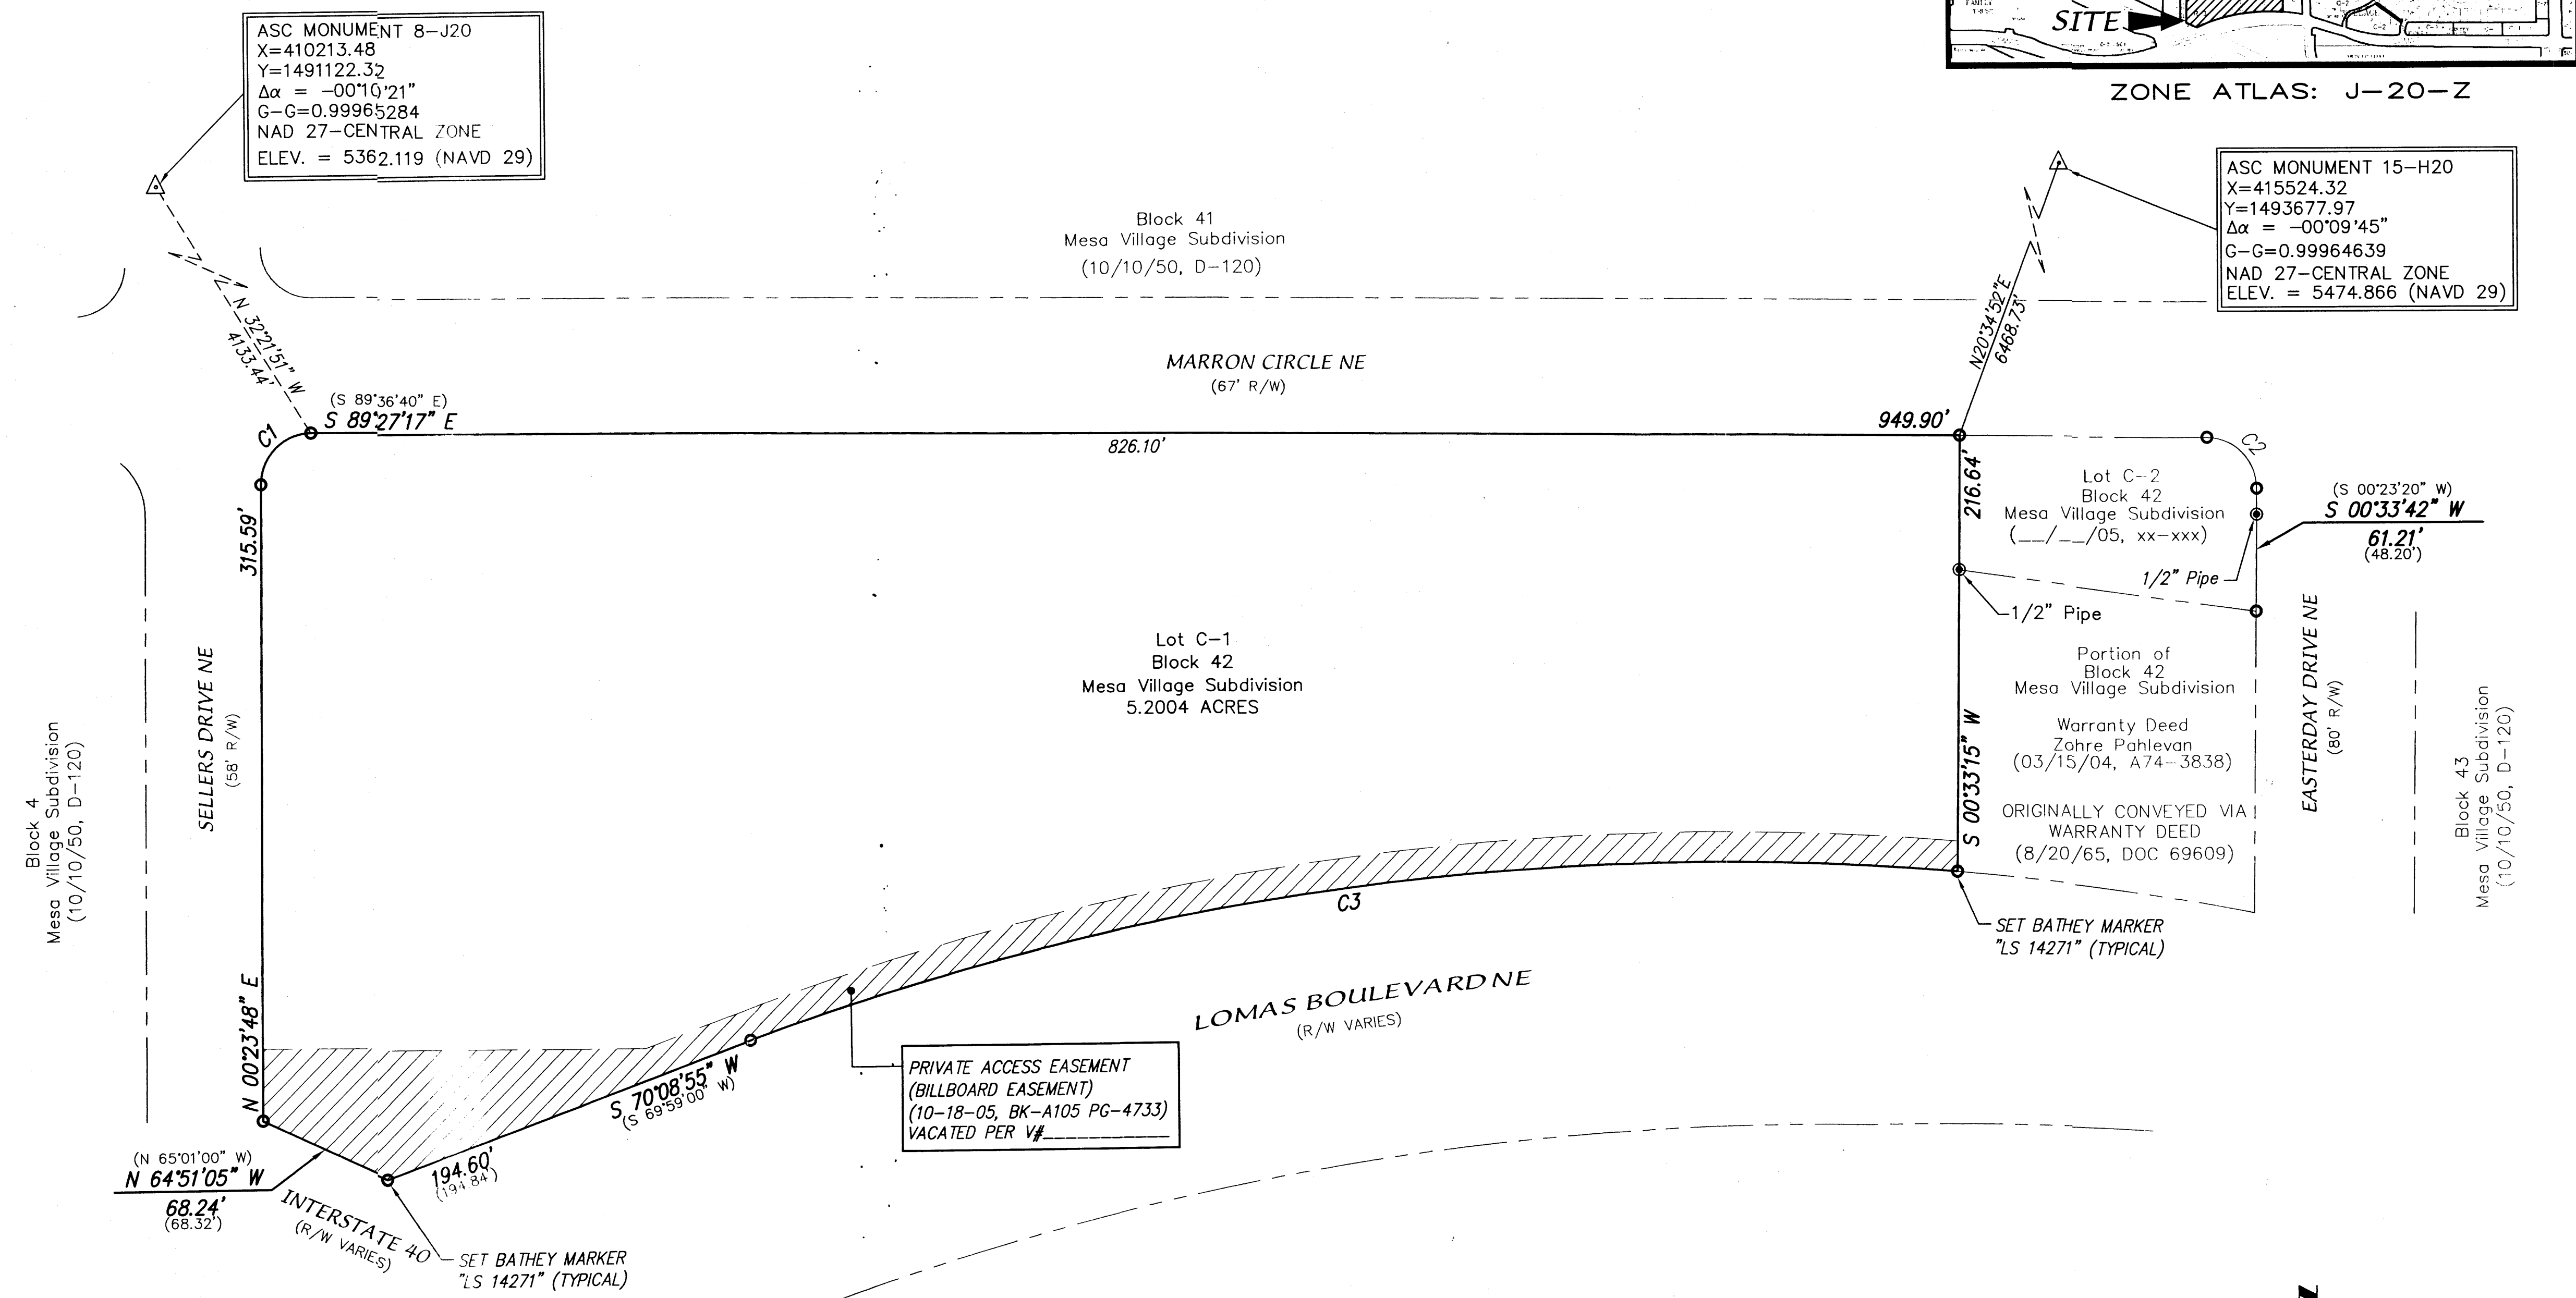 ASC MONUMENT 8-J20
X=410213.48
Y=1491122.32
Δα = -00°10'21"
G-G=0.99965284
NAD 27-CENTRAL ZONE
ELEV. = 5362.119 (NAVD 29)
SITE
ZONE ATLAS: J-20-Z
ASC MONUMENT 15-H20
X=415524.32
Y=1493677.97
Δα = -00°09'45"
G-G=0.99964639
NAD 27-CENTRAL ZONE
ELEV. = 5474.866 (NAVD 29)
Block 41
Mesa Village Subdivision
(10/10/50, D-120)
N 32°21'51" W
4133.44'
N20°34'52"E
6468.73'
MARRON CIRCLE NE
(67' R/W)
C1
(S 89°36'40" E)
S 89°27'17" E
826.10'
949.90'
C2
315.59'
216.64'
Lot C-2
Block 42
Mesa Village Subdivision
(__/__/05, xx-xxx)
(S 00°23'20" W)
S 00°33'42" W
61.21'
(48.20')
1/2" Pipe
1/2" Pipe
Lot C-1
Block 42
Mesa Village Subdivision
5.2004 ACRES
Portion of
Block 42
Mesa Village Subdivision
Warranty Deed
Zohre Pahlevan
(03/15/04, A74-3838)
ORIGINALLY CONVEYED VIA
WARRANTY DEED
(8/20/65, DOC 69609)
S 00°33'15" W
EASTERDAY DRIVE NE
(80' R/W)
Block 43
Mesa Village Subdivision
(10/10/50, D-120)
Block 4
Mesa Village Subdivision
(10/10/50, D-120)
SELLERS DRIVE NE
(58' R/W)
N 00°23'48" E
C3
SET BATHEY MARKER
"LS 14271" (TYPICAL)
LOMAS BOULEVARD NE
(R/W VARIES)
PRIVATE ACCESS EASEMENT
(BILLBOARD EASEMENT)
(10-18-05, BK-A105 PG-4733)
VACATED PER V#____________
S 70°08'55" W
(S 69°59'00" W)
194.60'
(194.84')
(N 65°01'00" W)
N 64°51'05" W
68.24'
(68.32')
INTERSTATE 40
(R/W VARIES)
SET BATHEY MARKER
"LS 14271" (TYPICAL)